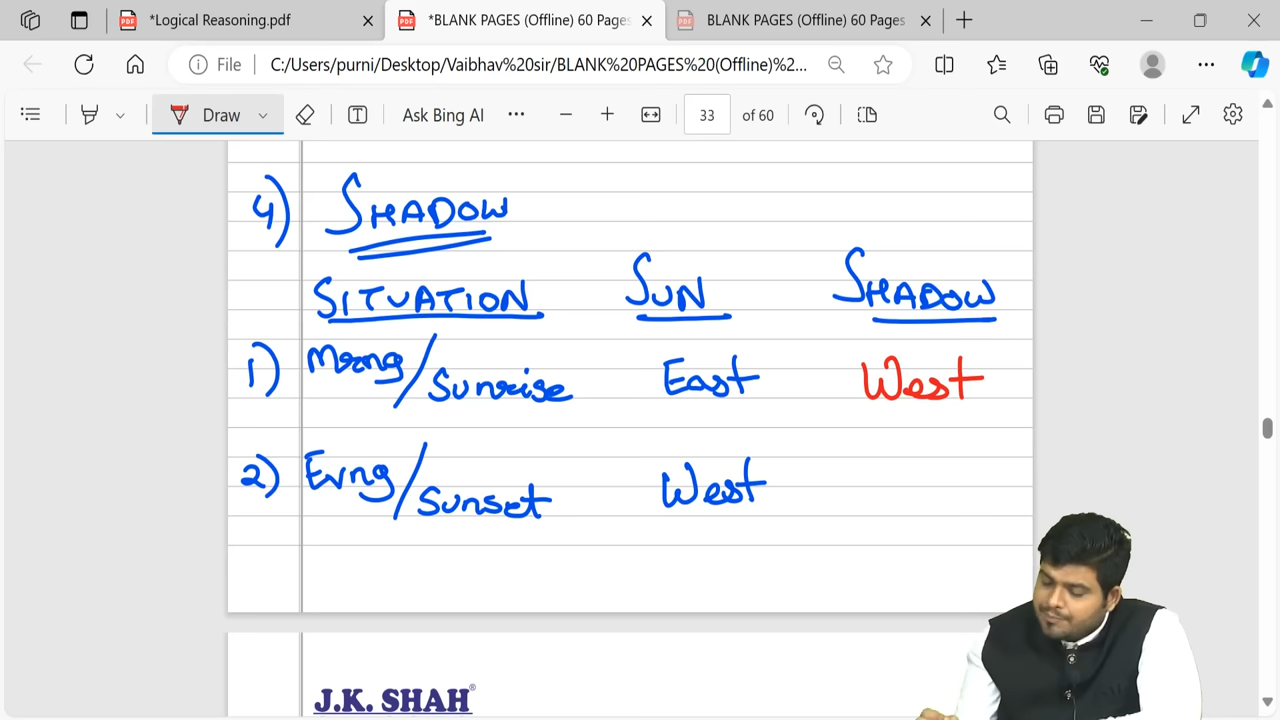 *Logical Reasoning.pdf
*BLANK PAGES (Offline) 60 Pages
BLANK PAGES (Offline) 60 Pages
File C:/Users/purni/Desktop/Vaibhav%20sir/BLANK%20PAGES%20(Offline)%2...
Draw Ask Bing AI 33 of 60
4) SHADOW
SITUATION SUN SHADOW
1) Mrng/Sunrise East West
2) Evng/Sunset West
J.K. SHAH®